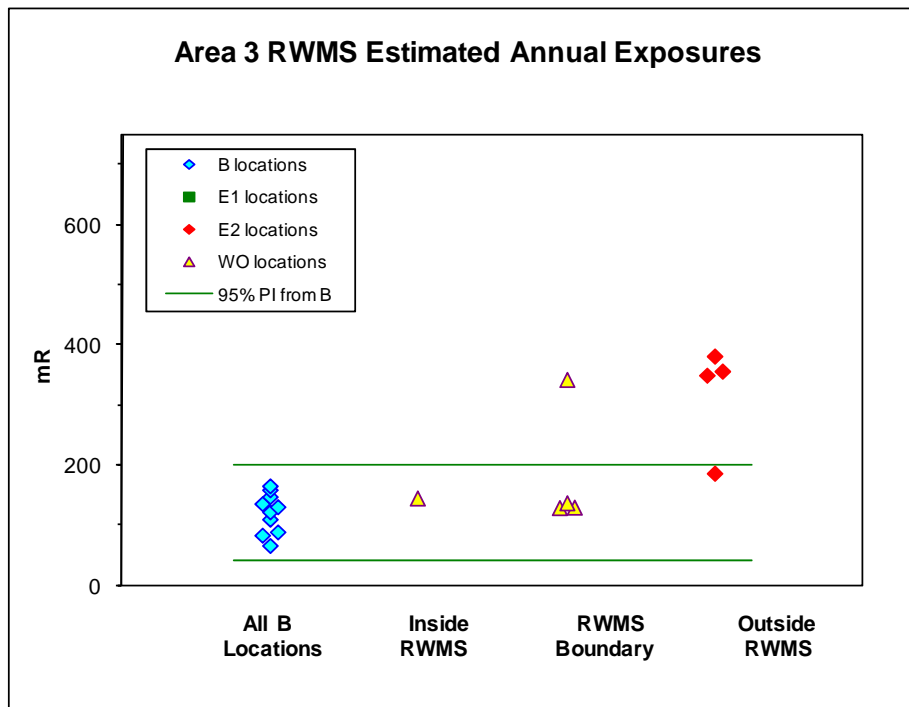 Area 3 RWMS Estimated Annual Exposures
B locations
E1 locations
E2 locations
WO locations
95% PI from B
600
400
200
0
mR
All B
Locations
Inside
RWMS
RWMS
Boundary
Outside
RWMS